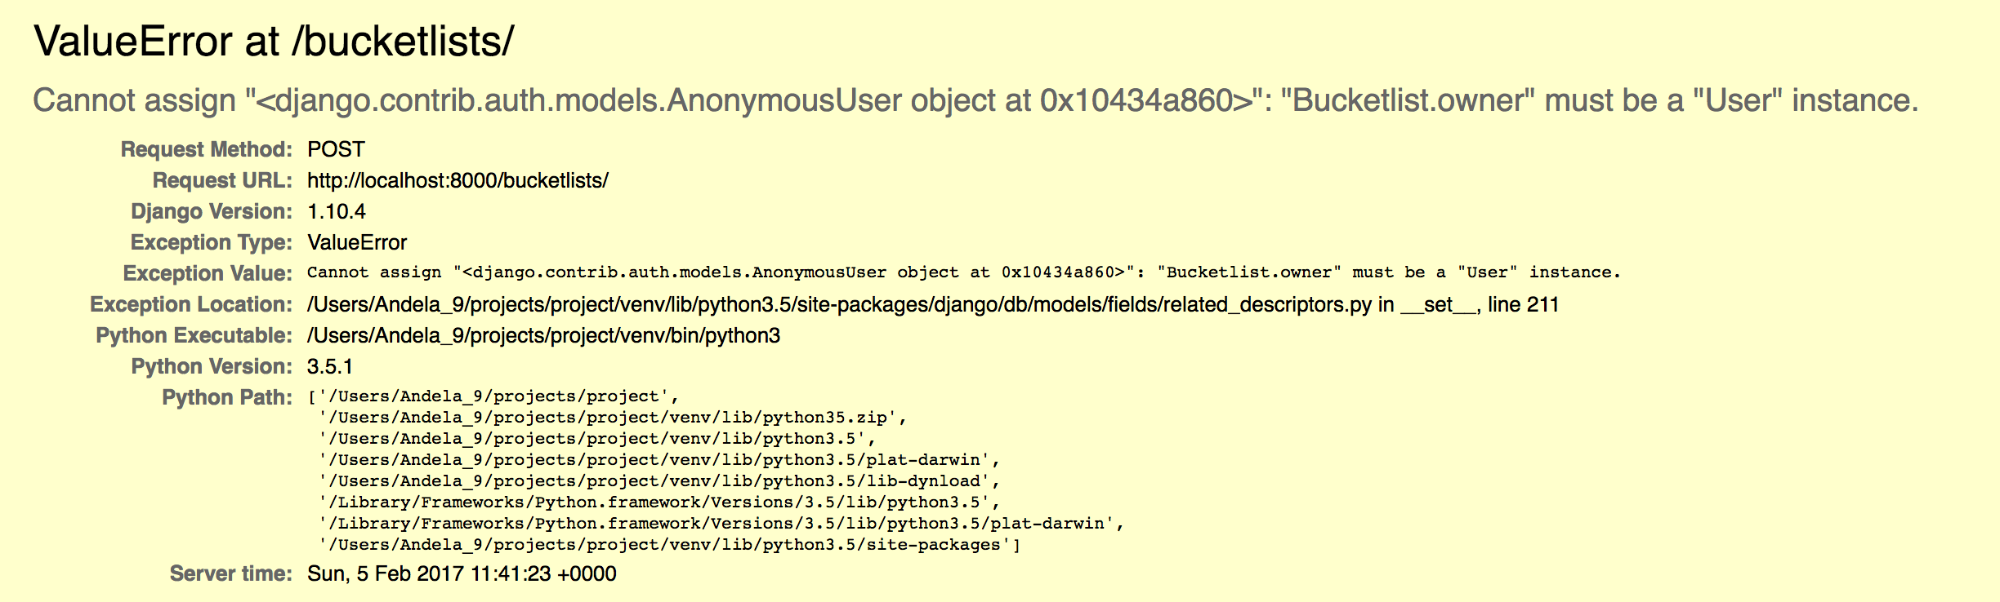 ValueError at /bucketlists/
Cannot assign "<django.contrib.auth.models.AnonymousUser object at 0x10434a860>": "Bucketlist.owner" must be a "User" instance.
Request Method: POST
Request URL: http://localhost:8000/bucketlists/
Django Version: 1.10.4
Exception Type: ValueError
Exception Value: Cannot assign "<django.contrib.auth.models.AnonymousUser object at 0x10434a860>": "Bucketlist.owner" must be a "User" instance.
Exception Location: /Users/Andela_9/projects/project/venv/lib/python3.5/site-packages/django/db/models/fields/related_descriptors.py in __set__, line 211
Python Executable: /Users/Andela_9/projects/project/venv/bin/python3
Python Version: 3.5.1
Python Path: ['/Users/Andela_9/projects/project',
'/Users/Andela_9/projects/project/venv/lib/python35.zip',
'/Users/Andela_9/projects/project/venv/lib/python3.5',
'/Users/Andela_9/projects/project/venv/lib/python3.5/plat-darwin',
'/Users/Andela_9/projects/project/venv/lib/python3.5/lib-dynload',
'/Library/Frameworks/Python.framework/Versions/3.5/lib/python3.5',
'/Library/Frameworks/Python.framework/Versions/3.5/lib/python3.5/plat-darwin',
'/Users/Andela_9/projects/project/venv/lib/python3.5/site-packages']
Server time: Sun, 5 Feb 2017 11:41:23 +0000